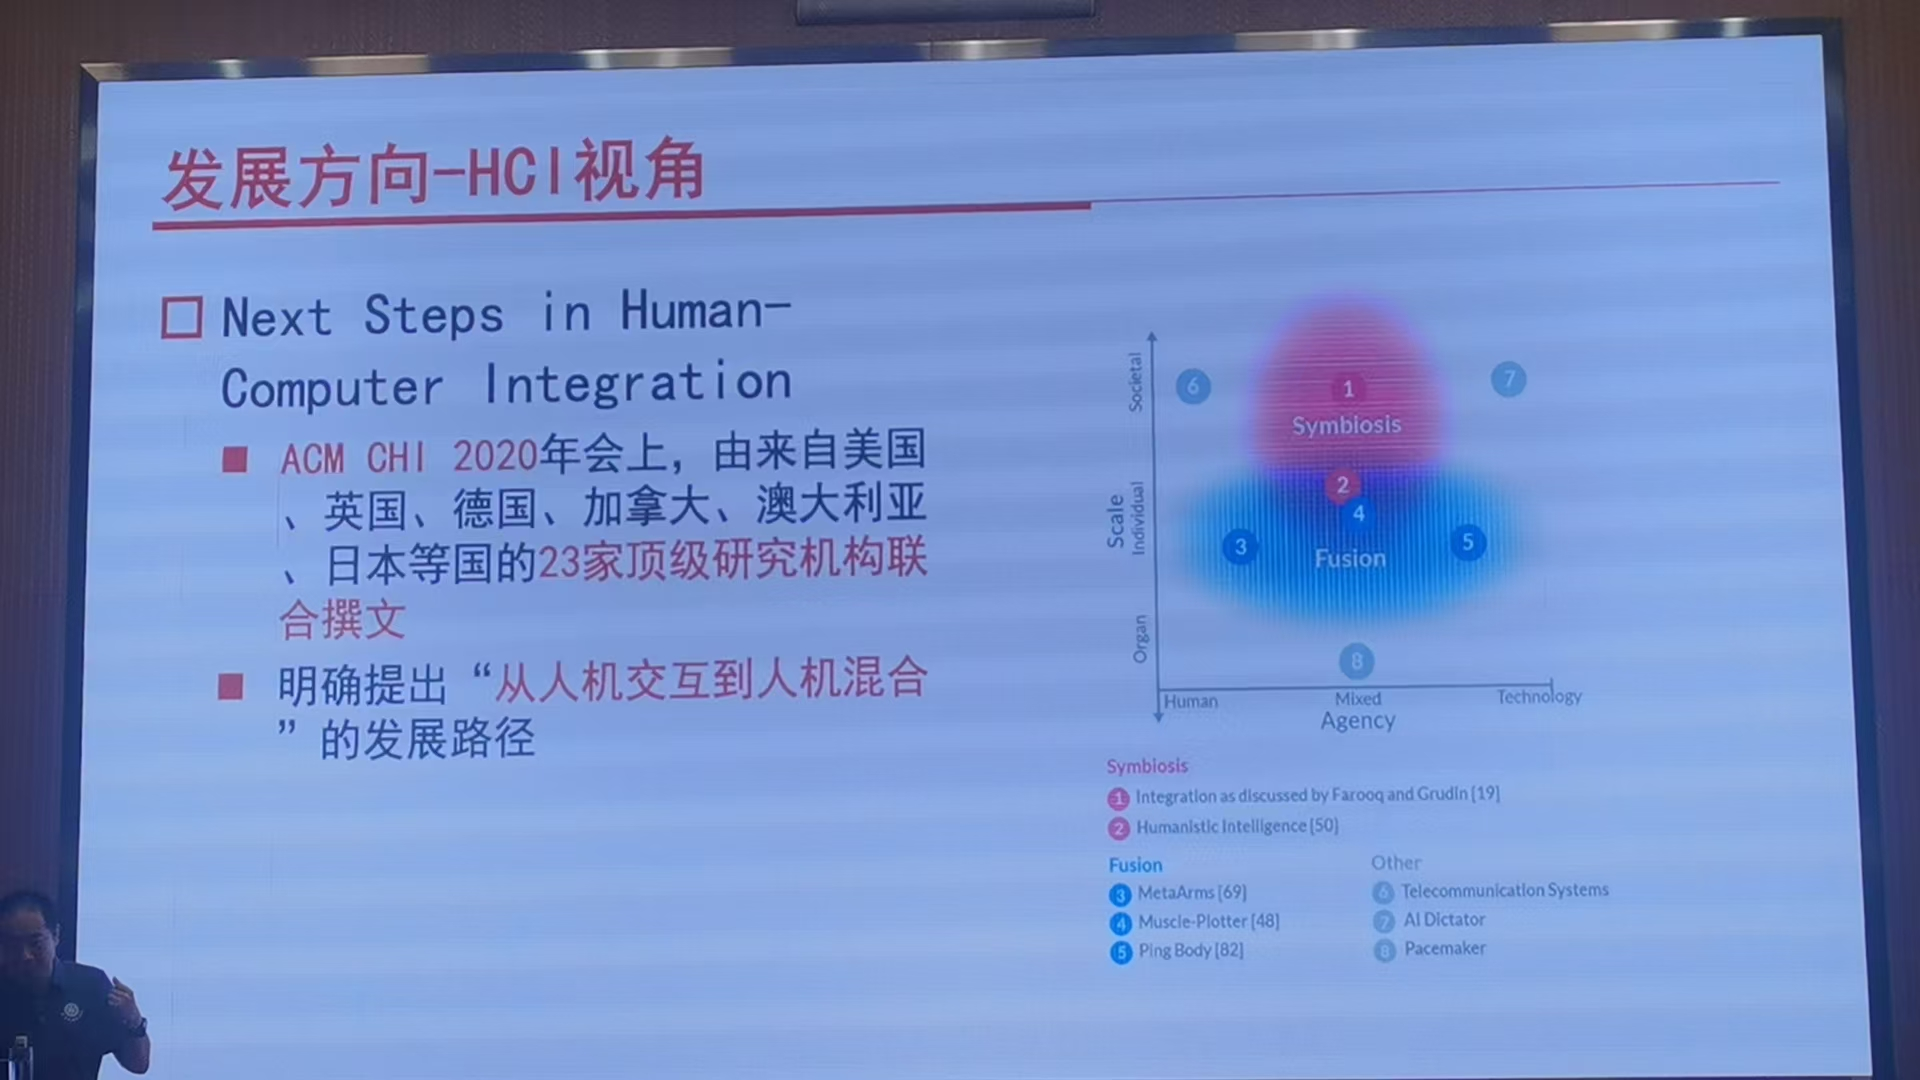 发展方向-HCI视角
Next Steps in Human-
Computer Integration
ACM CHI 2020年会上，由来自美国
、英国、德国、加拿大、澳大利亚
、日本等国的23家顶级研究机构联
合撰文
明确提出“从人机交互到人机混合
”的发展路径
Scale
Societal
Individual
Organ
6
1
7
Symbiosis
2
4
3
5
Fusion
8
Human
Mixed
Technology
Agency
Symbiosis
1 Integration as discussed by Farooq and Grudin [19]
2 Humanistic Intelligence [50]
Fusion
3 MetaArms [69]
4 Muscle-Plotter [48]
5 Ping Body [82]
Other
6 Telecommunication Systems
7 AI Dictator
8 Pacemaker